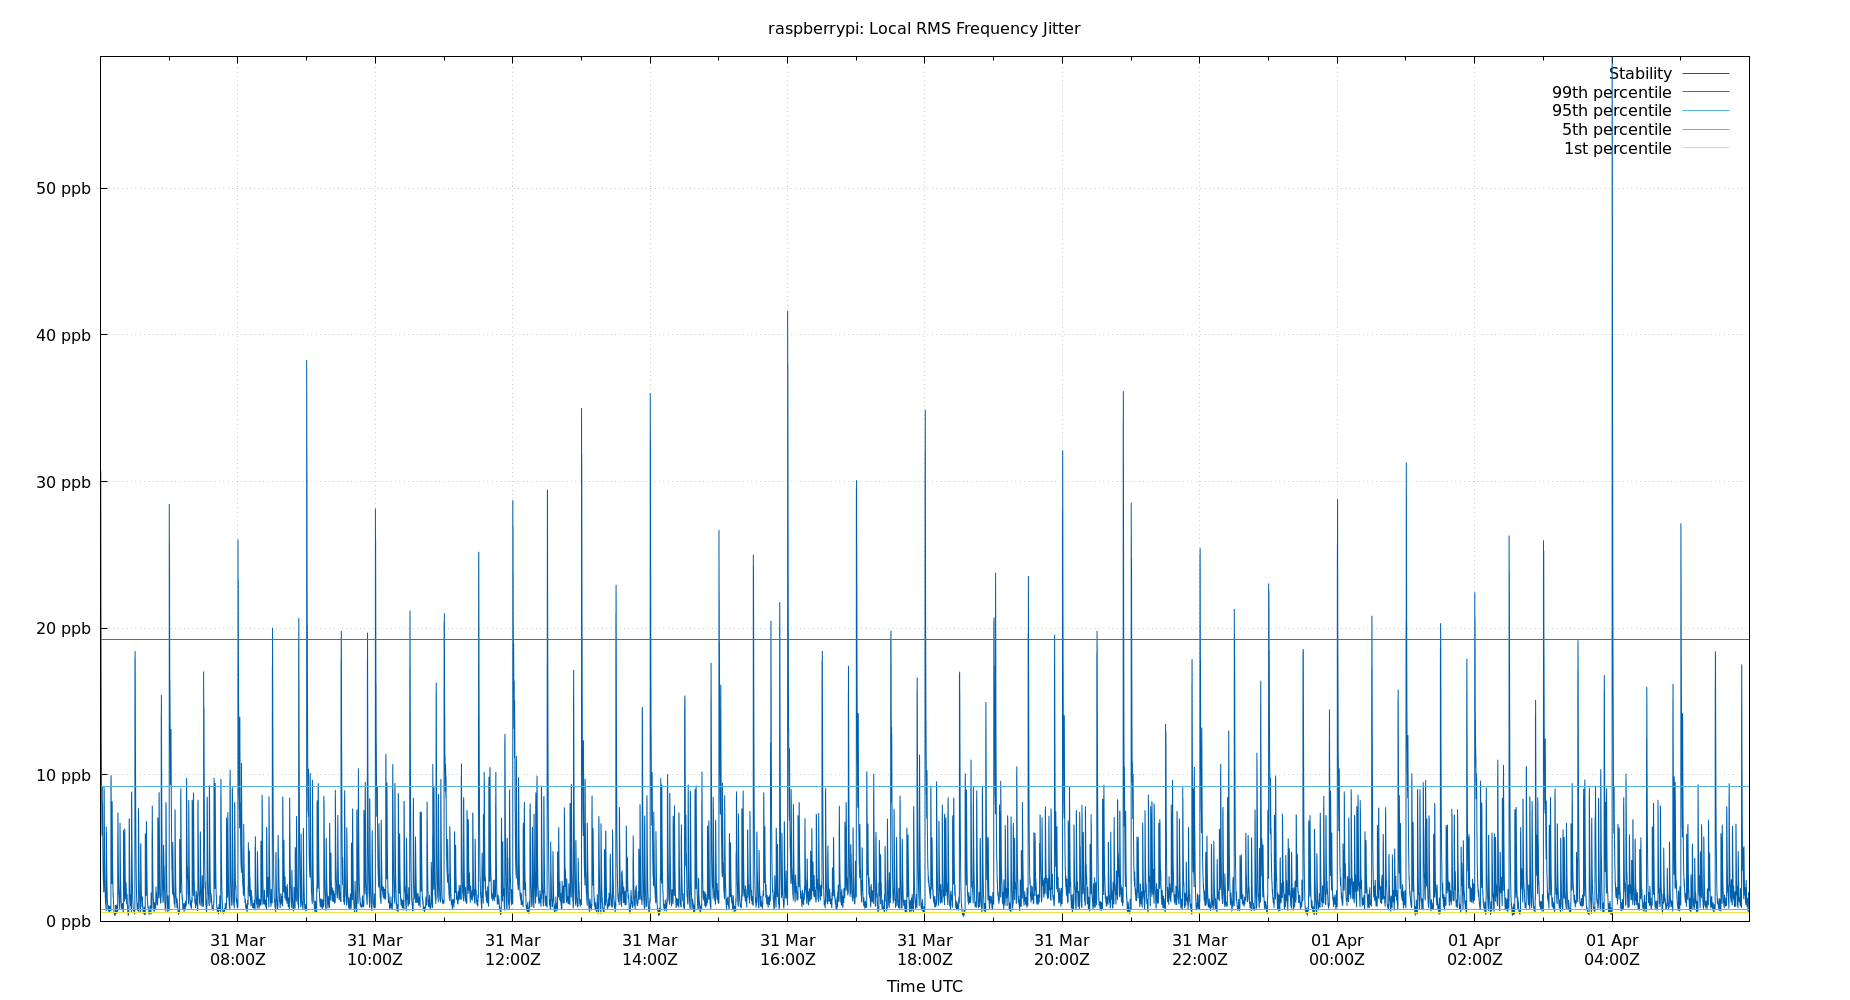 raspberrypi: Local RMS Frequency Jitter
Stability
99th percentile
95th percentile
5th percentile
1st percentile
50 ppb
40 ppb
30 ppb
20 ppb
10 ppb
0 ppb
31 Mar 31 Mar 31 Mar 31 Mar 31 Mar 31 Mar 31 Mar 31 Mar 01 Apr 01 Apr 01 Apr
08:00Z 10:00Z 12:00Z 14:00Z 16:00Z 18:00Z 20:00Z 22:00Z 00:00Z 02:00Z 04:00Z
Time UTC